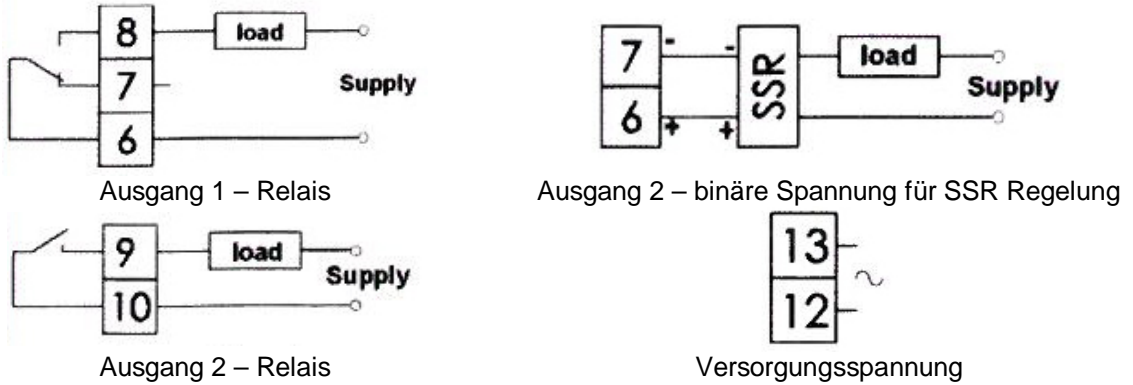 8 load
7
Supply
6
Ausgang 1 – Relais
7 - - SSR load
Supply
6 + +
Ausgang 2 – binäre Spannung für SSR Regelung
9 load
Supply
10
Ausgang 2 – Relais
13
12
Versorgungsspannung